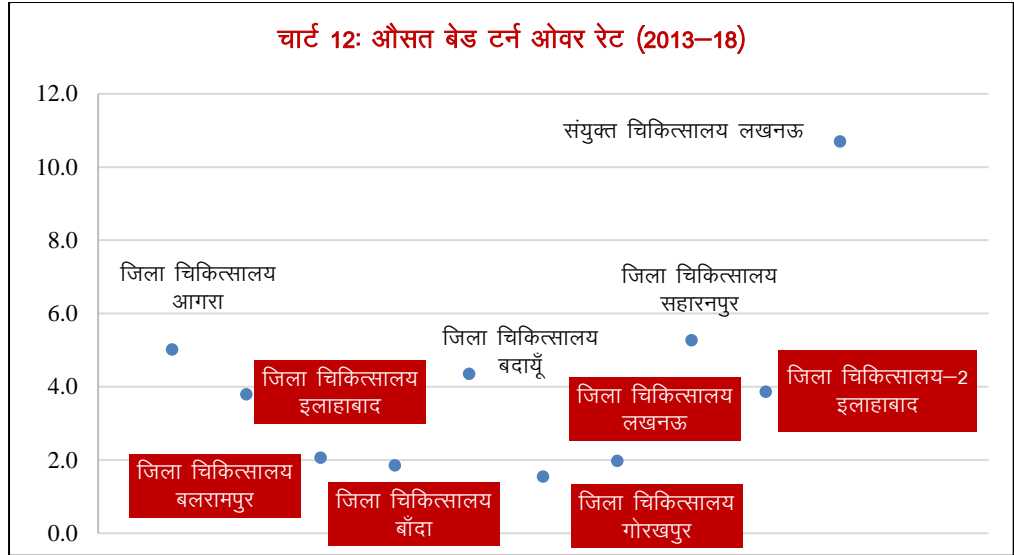 चार्ट 12: औसत बेड टर्न ओवर रेट (2013–18)
12.0
संयुक्त चिकित्सालय लखनऊ
10.0
8.0
जिला चिकित्सालय
आगरा
जिला चिकित्सालय
सहारनपुर
6.0
जिला चिकित्सालय
बदायूँ
4.0
जिला चिकित्सालय
इलाहाबाद
जिला चिकित्सालय
लखनऊ
जिला चिकित्सालय–2
इलाहाबाद
2.0
जिला चिकित्सालय
बलरामपुर
जिला चिकित्सालय
बाँदा
जिला चिकित्सालय
गोरखपुर
0.0